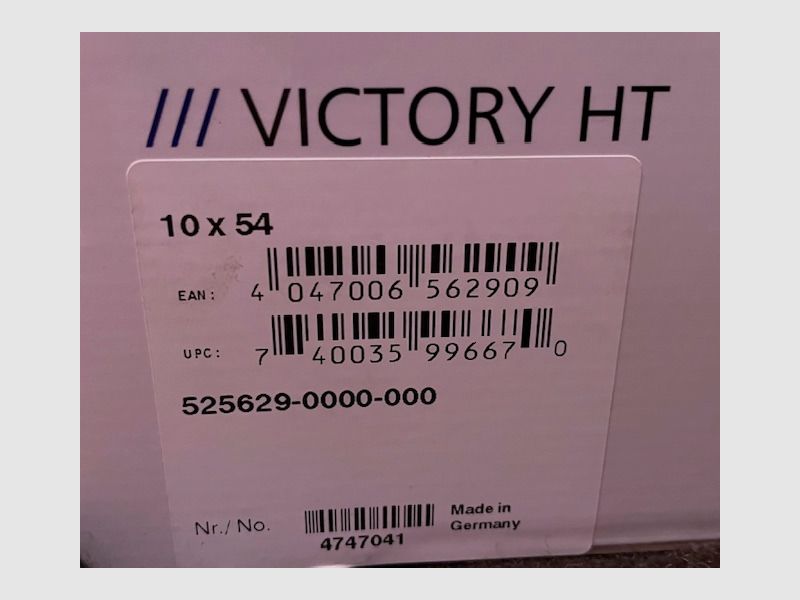 /// VICTORY HT
10 x 54
EAN: 4 047006 562909
UPC: 7 40035 99667 0
525629-0000-000
Nr./ No. 4747041
Made in
Germany